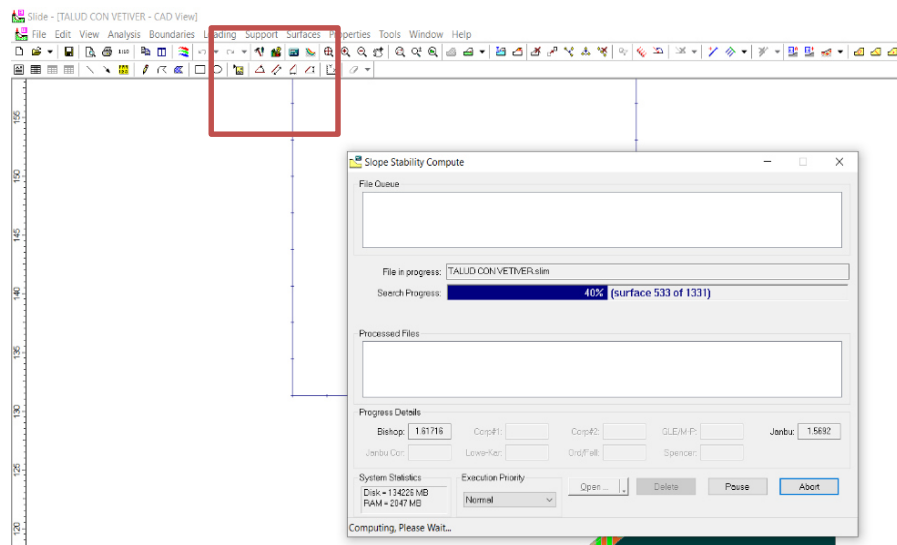 Slide - [TALUD CON VETIVER - CAD View]
File Edit View Analysis Boundaries Loading Support Surfaces Properties Tools Window Help
155
150
145
140
135
130
125
120
Slope Stability Compute
File Queue
File in progress: TALUD CON VETIVER.slim
Search Progress: 40% (surface 533 of 1331)
Processed Files
Progress Details
Bishop: 1.61716 Corp#1: Corp#2: GLE/M-P: Janbu: 1.5692
Janbu Cor: Lowe-Kar: Ord/Fell: Spencer:
System Statistics
Disk = 134226 MB
RAM = 2047 MB
Execution Priority
Normal
Open... Delete Pause Abort
Computing, Please Wait...